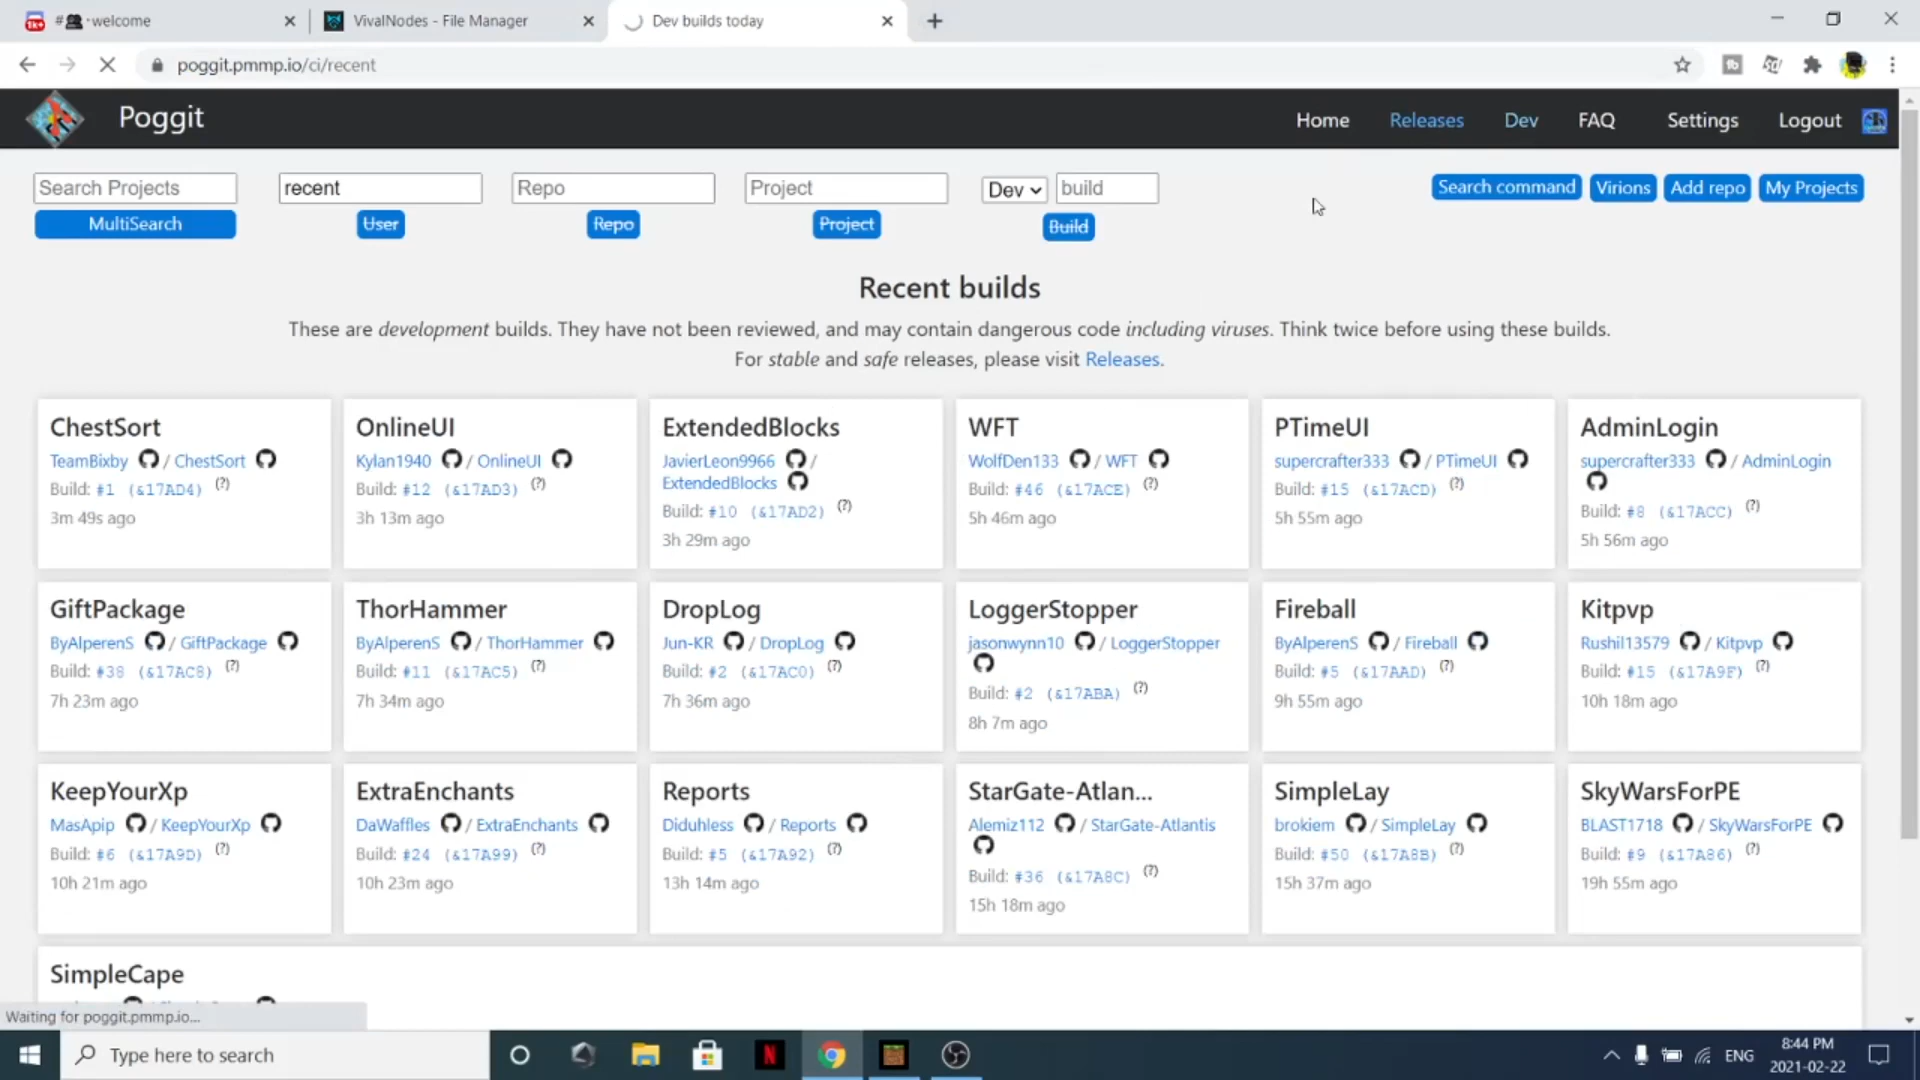 #👥·welcome
VivalNodes - File Manager
Dev builds today
poggit.pmmp.io/ci/recent
Poggit
Home
Releases
Dev
FAQ
Settings
Logout
Search Projects
recent
Repo
Project
Dev
build
Search command
Virions
Add repo
My Projects
MultiSearch
User
Repo
Project
Build
Recent builds
These are development builds. They have not been reviewed, and may contain dangerous code including viruses. Think twice before using these builds.
For stable and safe releases, please visit Releases.
ChestSort
TeamBixby / ChestSort
Build: #1 (&17AD4) (?)
3m 49s ago
OnlineUI
Kylan1940 / OnlineUI
Build: #12 (&17AD3) (?)
3h 13m ago
ExtendedBlocks
JavierLeon9966 /
ExtendedBlocks
Build: #10 (&17AD2) (?)
3h 29m ago
WFT
WolfDen133 / WFT
Build: #46 (&17ACE) (?)
5h 46m ago
PTimeUI
supercrafter333 / PTimeUI
Build: #15 (&17ACD) (?)
5h 55m ago
AdminLogin
supercrafter333 / AdminLogin
Build: #8 (&17ACC) (?)
5h 56m ago
GiftPackage
ByAlperenS / GiftPackage
Build: #38 (&17AC8) (?)
7h 23m ago
ThorHammer
ByAlperenS / ThorHammer
Build: #11 (&17AC5) (?)
7h 34m ago
DropLog
Jun-KR / DropLog
Build: #2 (&17AC0) (?)
7h 36m ago
LoggerStopper
jasonwynn10 / LoggerStopper
Build: #2 (&17ABA) (?)
8h 7m ago
Fireball
ByAlperenS / Fireball
Build: #5 (&17AAD) (?)
9h 55m ago
Kitpvp
Rushil13579 / Kitpvp
Build: #15 (&17A9F) (?)
10h 18m ago
KeepYourXp
MasApip / KeepYourXp
Build: #6 (&17A9D) (?)
10h 21m ago
ExtraEnchants
DaWaffles / ExtraEnchants
Build: #24 (&17A99) (?)
10h 23m ago
Reports
Diduhless / Reports
Build: #5 (&17A92) (?)
13h 14m ago
StarGate-Atlan...
Alemiz112 / StarGate-Atlantis
Build: #36 (&17A8C) (?)
15h 18m ago
SimpleLay
brokiem / SimpleLay
Build: #50 (&17A8B) (?)
15h 37m ago
SkyWarsForPE
BLAST1718 / SkyWarsForPE
Build: #9 (&17A86) (?)
19h 55m ago
SimpleCape
Waiting for poggit.pmmp.io...
Type here to search
ENG
8:44 PM
2021-02-22